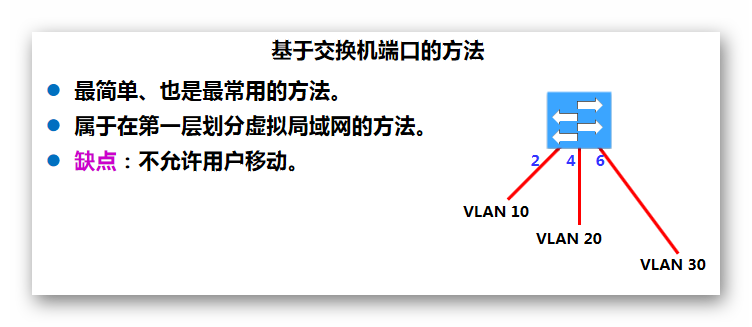 基于交换机端口的方法
最简单、也是最常用的方法。
属于在第一层划分虚拟局域网的方法。
缺点：不允许用户移动。
2 4 6
VLAN 10
VLAN 20
VLAN 30